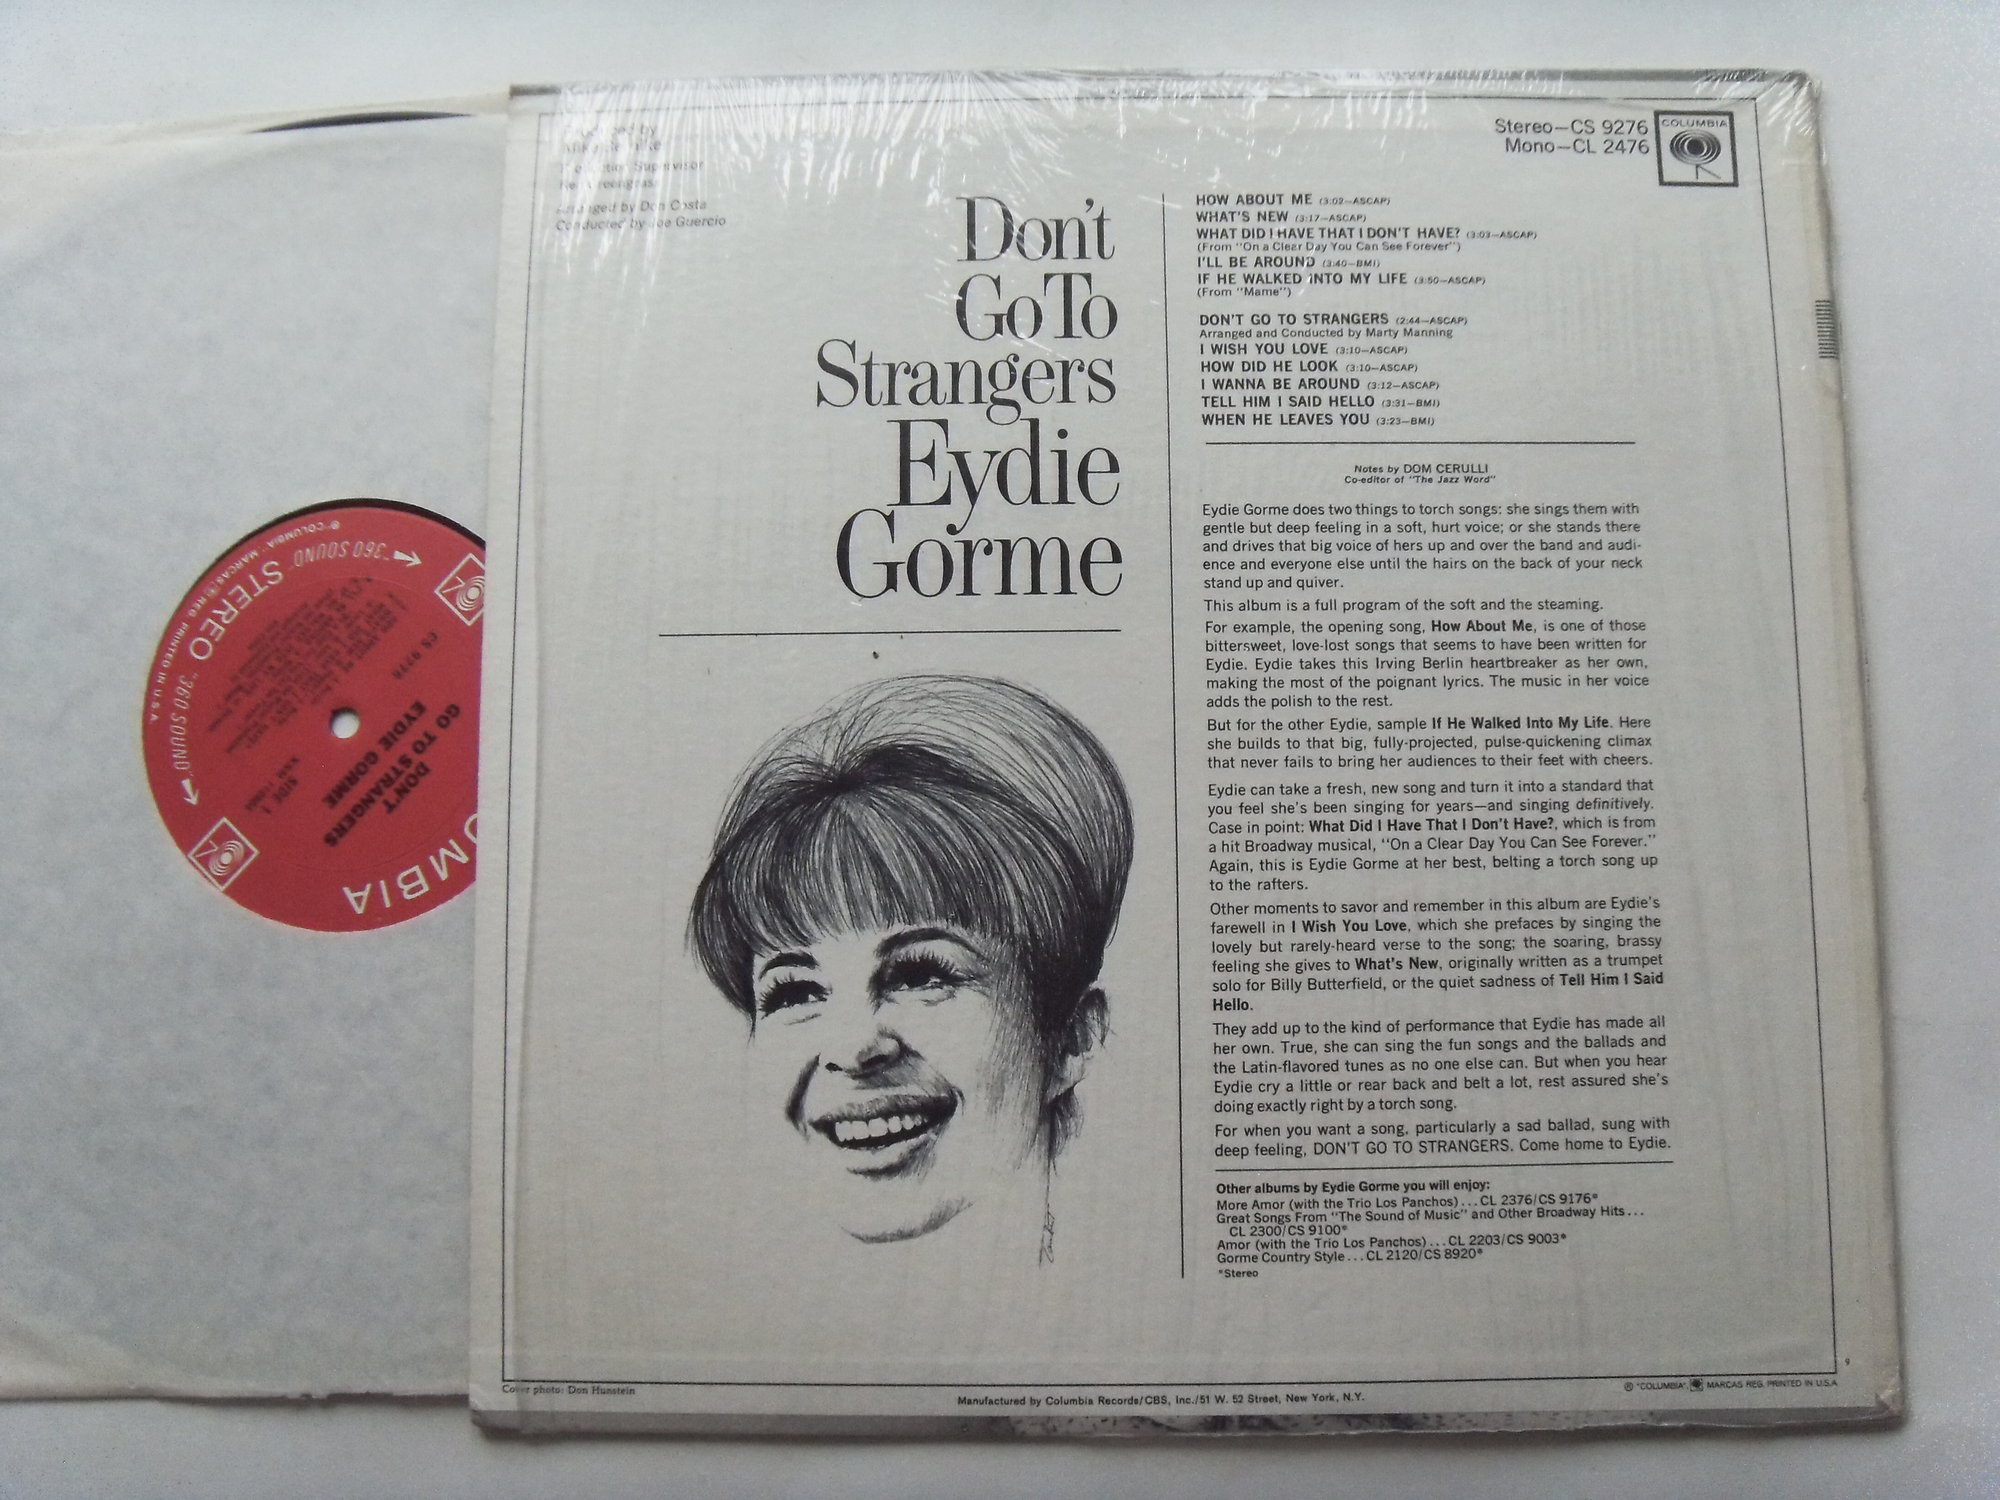 Produced by
Production Supervisor
Arranged by Don Costa
Conducted by Joe Guercio
Don't
Go To
Strangers
Eydie
Gorme
Stereo—CS 9276
Mono—CL 2476
COLUMBIA
HOW ABOUT ME (3:02—ASCAP)
WHAT'S NEW (3:17—ASCAP)
WHAT DID I HAVE THAT I DON'T HAVE? (3:03—ASCAP)
(From "On a Clear Day You Can See Forever")
I'LL BE AROUND (3:40—BMI)
IF HE WALKED INTO MY LIFE (3:50—ASCAP)
(From "Mame")
DON'T GO TO STRANGERS (2:44—ASCAP)
Arranged and Conducted by Marty Manning
I WISH YOU LOVE (3:10—ASCAP)
HOW DID HE LOOK (3:10—ASCAP)
I WANNA BE AROUND (3:12—ASCAP)
TELL HIM I SAID HELLO (3:31—BMI)
WHEN HE LEAVES YOU (3:23—BMI)
Notes by DOM CERULLI
Co-editor of "The Jazz Word"
Eydie Gorme does two things to torch songs: she sings them with
gentle but deep feeling in a soft, hurt voice; or she stands there
and drives that big voice of hers up and over the band and audi-
ence and everyone else until the hairs on the back of your neck
stand up and quiver.
This album is a full program of the soft and the steaming.
For example, the opening song, How About Me, is one of those
bittersweet, love-lost songs that seems to have been written for
Eydie. Eydie takes this Irving Berlin heartbreaker as her own,
making the most of the poignant lyrics. The music in her voice
adds the polish to the rest.
But for the other Eydie, sample If He Walked Into My Life. Here
she builds to that big, fully-projected, pulse-quickening climax
that never fails to bring her audiences to their feet with cheers.
Eydie can take a fresh, new song and turn it into a standard that
you feel she's been singing for years—and singing definitively.
Case in point: What Did I Have That I Don't Have?, which is from
a hit Broadway musical, "On a Clear Day You Can See Forever."
Again, this is Eydie Gorme at her best, belting a torch song up
to the rafters.
Other moments to savor and remember in this album are Eydie's
farewell in I Wish You Love, which she prefaces by singing the
lovely but rarely-heard verse to the song; the soaring, brassy
feeling she gives to What's New, originally written as a trumpet
solo for Billy Butterfield, or the quiet sadness of Tell Him I Said
Hello.
They add up to the kind of performance that Eydie has made all
her own. True, she can sing the fun songs and the ballads and
the Latin-flavored tunes as no one else can. But when you hear
Eydie cry a little or rear back and belt a lot, rest assured she's
doing exactly right by a torch song.
For when you want a song, particularly a sad ballad, sung with
deep feeling, DON'T GO TO STRANGERS. Come home to Eydie.
Other albums by Eydie Gorme you will enjoy:
More Amor (with the Trio Los Panchos)...CL 2376/CS 9176*
Great Songs From "The Sound of Music" and Other Broadway Hits...
CL 2300/CS 9100*
Amor (with the Trio Los Panchos)...CL 2203/CS 9003*
Gorme Country Style...CL 2120/CS 8920*
*Stereo
9
Cover photo: Don Hunstein
Manufactured by Columbia Records/CBS, Inc./51 W. 52 Street, New York, N.Y.
® "COLUMBIA" MARCAS REG. PRINTED IN U.S.A.
® "COLUMBIA" MARCAS REG. PRINTED IN U.S.A.
"360 SOUND" STEREO "360 SOUND"
UMBIA
CS 9276
DON'T
GO TO STRANGERS
EYDIE GORME
SIDE 1